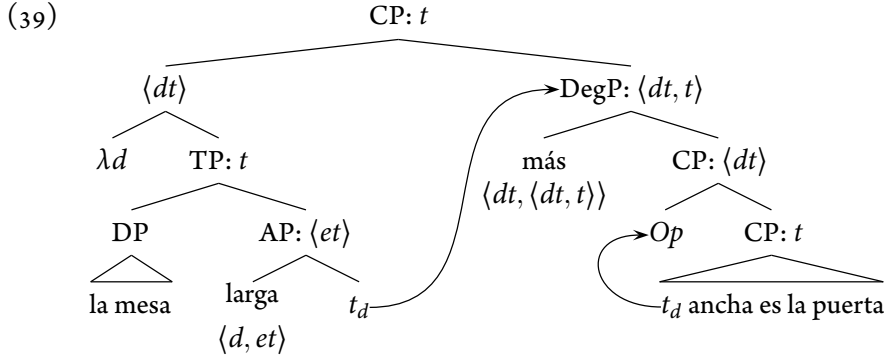 (39) CP: t
⟨dt⟩ DegP: ⟨dt, t⟩
λd TP: t más CP: ⟨dt⟩
⟨dt, ⟨dt, t⟩⟩
DP AP: ⟨et⟩ Op CP: t
la mesa larga t_d t_d ancha es la puerta
⟨d, et⟩